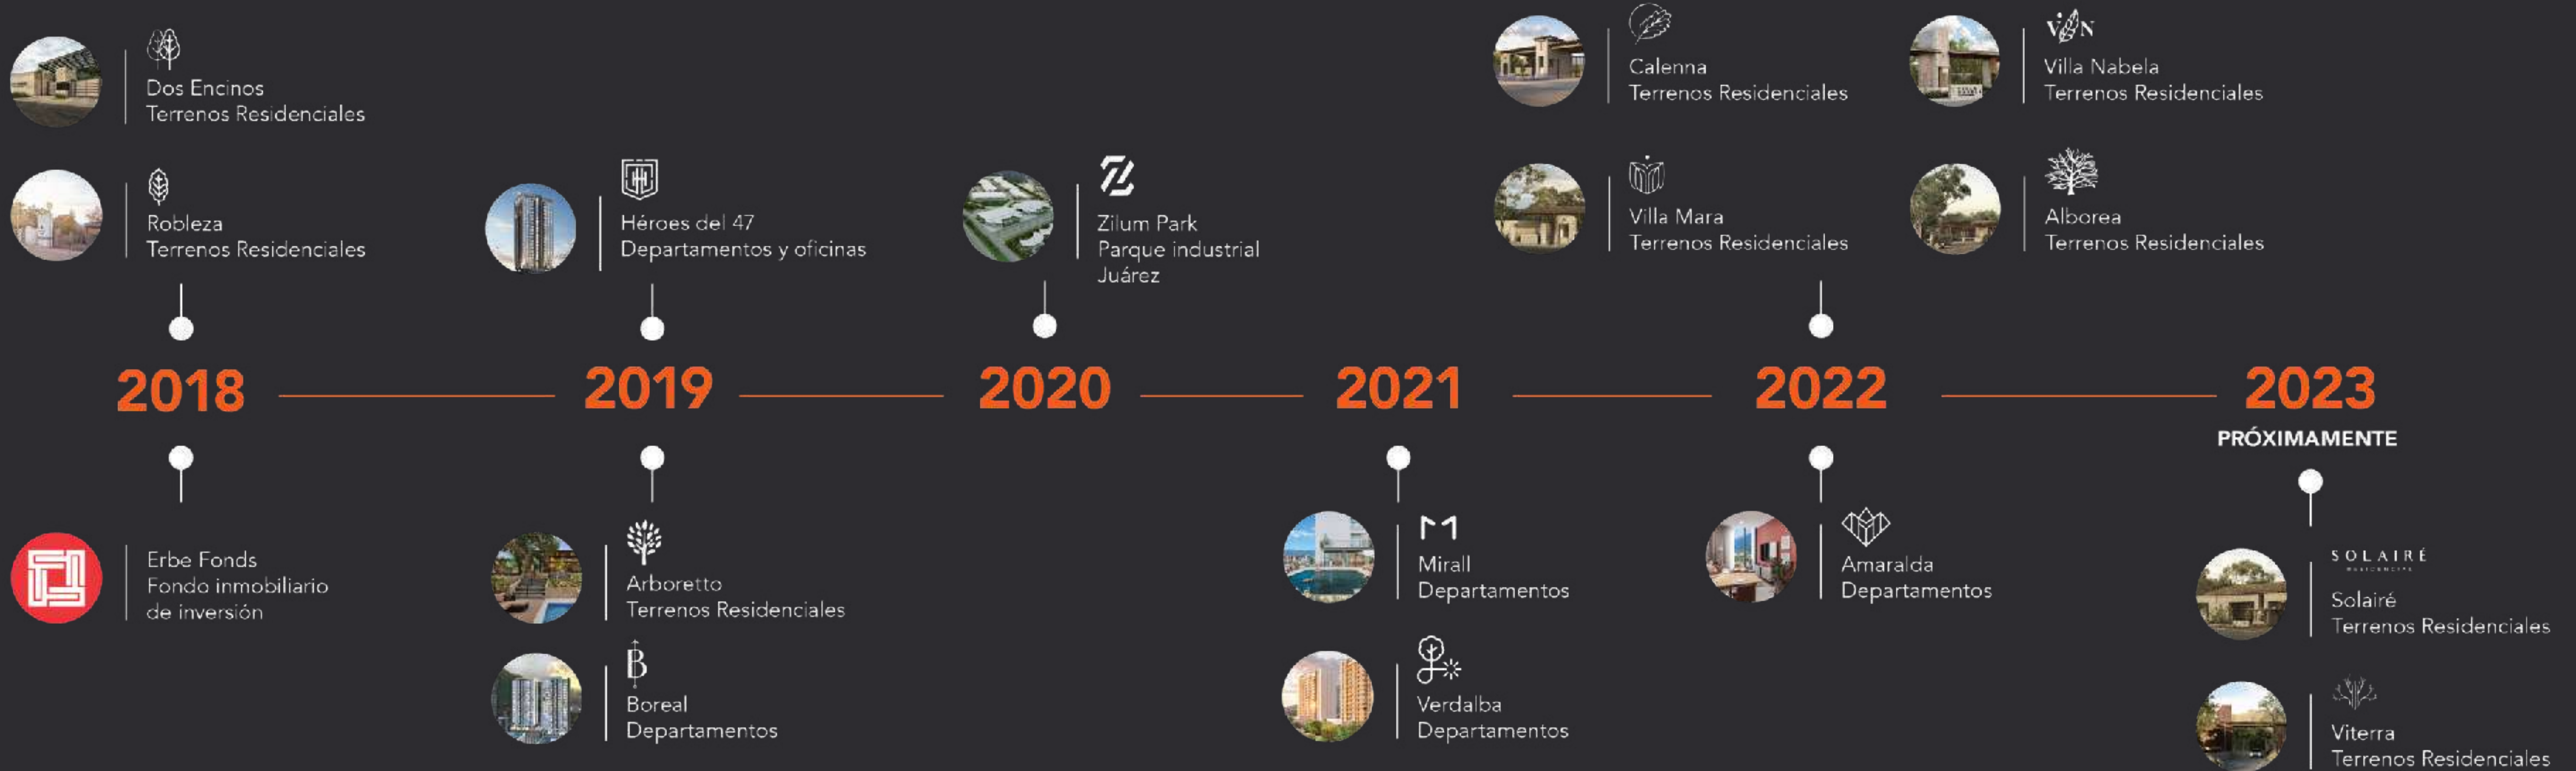 Dos Encinos
Terrenos Residenciales
Robleza
Terrenos Residenciales
2018
Erbe Fonds
Fondo inmobiliario
de inversión
Héroes del 47
Departamentos y oficinas
2019
Arboretto
Terrenos Residenciales
B
Boreal
Departamentos
Zilum Park
Parque industrial
Juárez
2020
2021
Mirall
Departamentos
Verdalba
Departamentos
Calenna
Terrenos Residenciales
Villa Mara
Terrenos Residenciales
VN
Villa Nabela
Terrenos Residenciales
Alborea
Terrenos Residenciales
2022
Amaralda
Departamentos
2023
PRÓXIMAMENTE
SOLAIRÉ
RESIDENCIAL
Solairé
Terrenos Residenciales
Viterra
Terrenos Residenciales